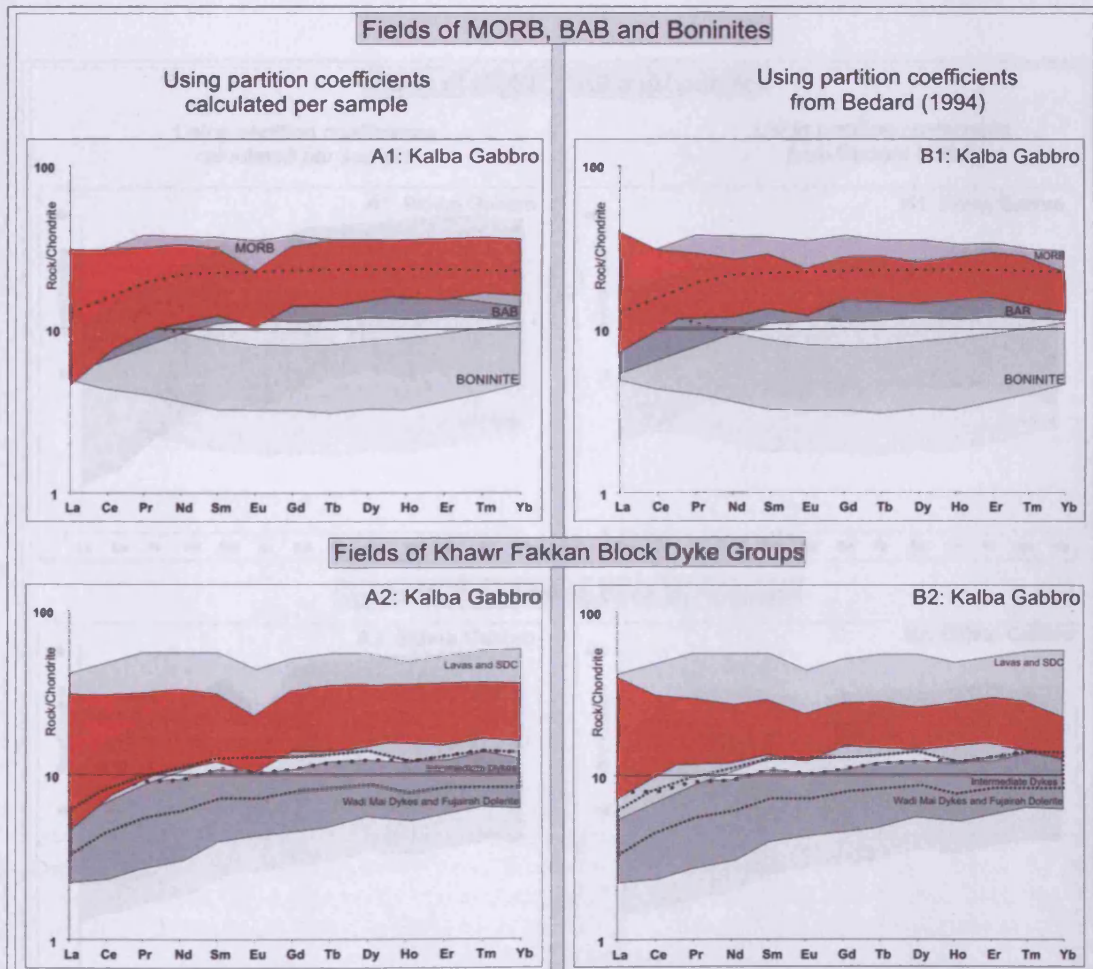 Fields of MORB, BAB and Boninites
Using partition coefficients
calculated per sample
Using partition coefficients
from Bedard (1994)
A1: Kalba Gabbro
100
Rock/Chondrite
MORB
10
BAB
BONINITE
1
La Ce Pr Nd Sm Eu Gd Tb Dy Ho Er Tm Yb
B1: Kalba Gabbro
100
Rock/Chondrite
MORB
10
BAB
BONINITE
1
La Ce Pr Nd Sm Eu Gd Tb Dy Ho Er Tm Yb
Fields of Khawr Fakkan Block Dyke Groups
A2: Kalba Gabbro
100
Rock/Chondrite
Lavas and SDC
10
Intermediate Dykes
Wadi Mai Dykes and Fujairah Dolerite
1
La Ce Pr Nd Sm Eu Gd Tb Dy Ho Er Tm Yb
B2: Kalba Gabbro
100
Rock/Chondrite
Lavas and SDC
10
Intermediate Dykes
Wadi Mai Dykes and Fujairah Dolerite
1
La Ce Pr Nd Sm Eu Gd Tb Dy Ho Er Tm Yb